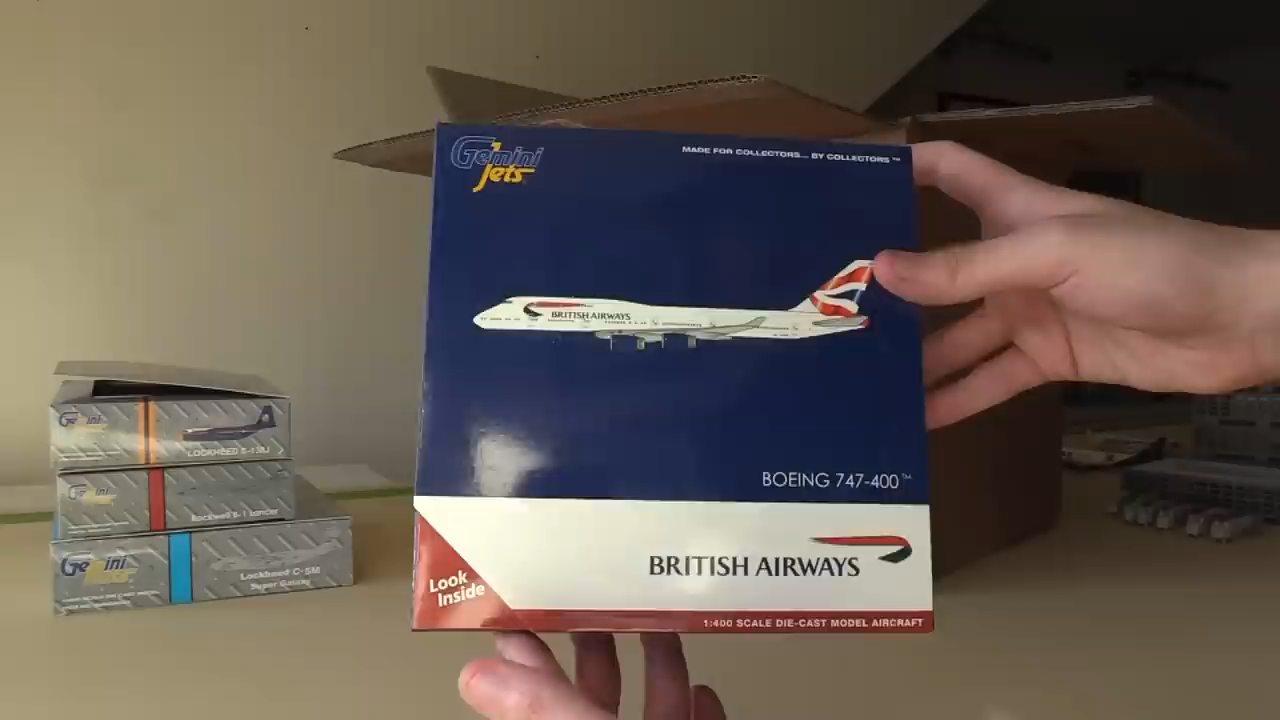 Gemini
Jets
MADE FOR COLLECTORS... BY COLLECTORS™
BRITISH AIRWAYS
BOEING 747-400™
BRITISH AIRWAYS
Look
Inside
1:400 SCALE DIE-CAST MODEL AIRCRAFT
Gemini
LOCKHEED C-130J
Gemini
Rockwell B-1 Lancer
Gemini
Lockheed C-5M
Super Galaxy